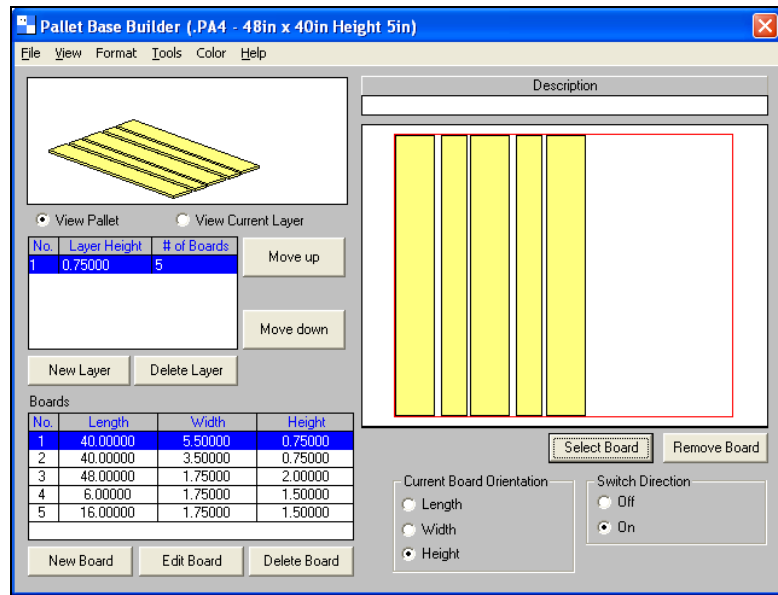 Pallet Base Builder (.PA4 - 48in x 40in Height 5in)
File View Format Tools Color Help
Description
View Pallet View Current Layer
No. Layer Height # of Boards
1 0.75000 5
Move up
Move down
New Layer Delete Layer
Boards
No. Length Width Height
1 40.00000 5.50000 0.75000
2 40.00000 3.50000 0.75000
3 48.00000 1.75000 2.00000
4 6.00000 1.75000 1.50000
5 16.00000 1.75000 1.50000
New Board Edit Board Delete Board
Select Board Remove Board
Current Board Orientation
Length
Width
Height
Switch Direction
Off
On